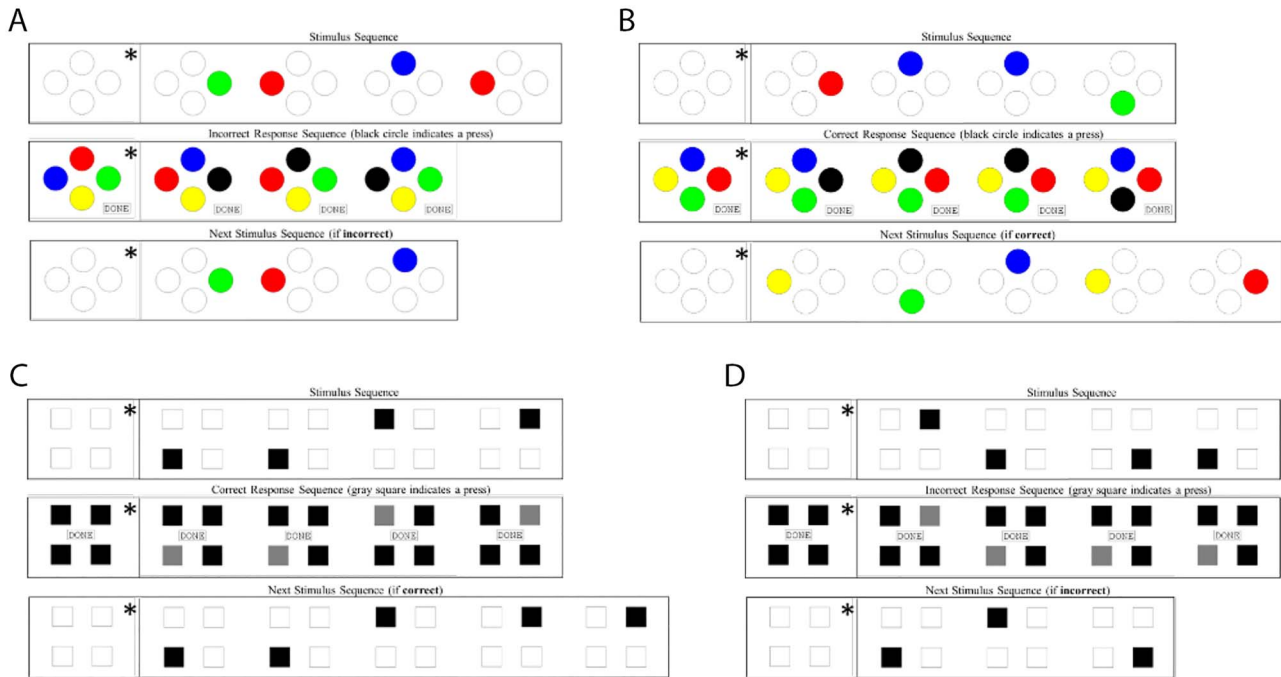 A
Stimulus Sequence
*
Incorrect Response Sequence (black circle indicates a press)
*
DONE
DONE
DONE
DONE
Next Stimulus Sequence (if incorrect)
*
B
Stimulus Sequence
*
Correct Response Sequence (black circle indicates a press)
*
DONE
DONE
DONE
DONE
DONE
Next Stimulus Sequence (if correct)
*
C
Stimulus Sequence
*
Correct Response Sequence (gray square indicates a press)
*
DONE
DONE
DONE
DONE
DONE
Next Stimulus Sequence (if correct)
*
D
Stimulus Sequence
*
Incorrect Response Sequence (gray square indicates a press)
*
DONE
DONE
DONE
DONE
DONE
Next Stimulus Sequence (if incorrect)
*